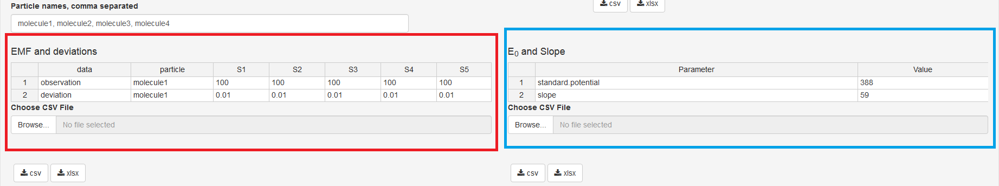 Particle names, comma separated
csv xlsx
molecule1, molecule2, molecule3, molecule4
EMF and deviations
data particle S1 S2 S3 S4 S5
1 observation molecule1 100 100 100 100 100
2 deviation molecule1 0.01 0.01 0.01 0.01 0.01
Choose CSV File
Browse... No file selected
csv xlsx
E0 and Slope
Parameter Value
1 standard.potential 388
2 slope 59
Choose CSV File
Browse... No file selected
csv xlsx